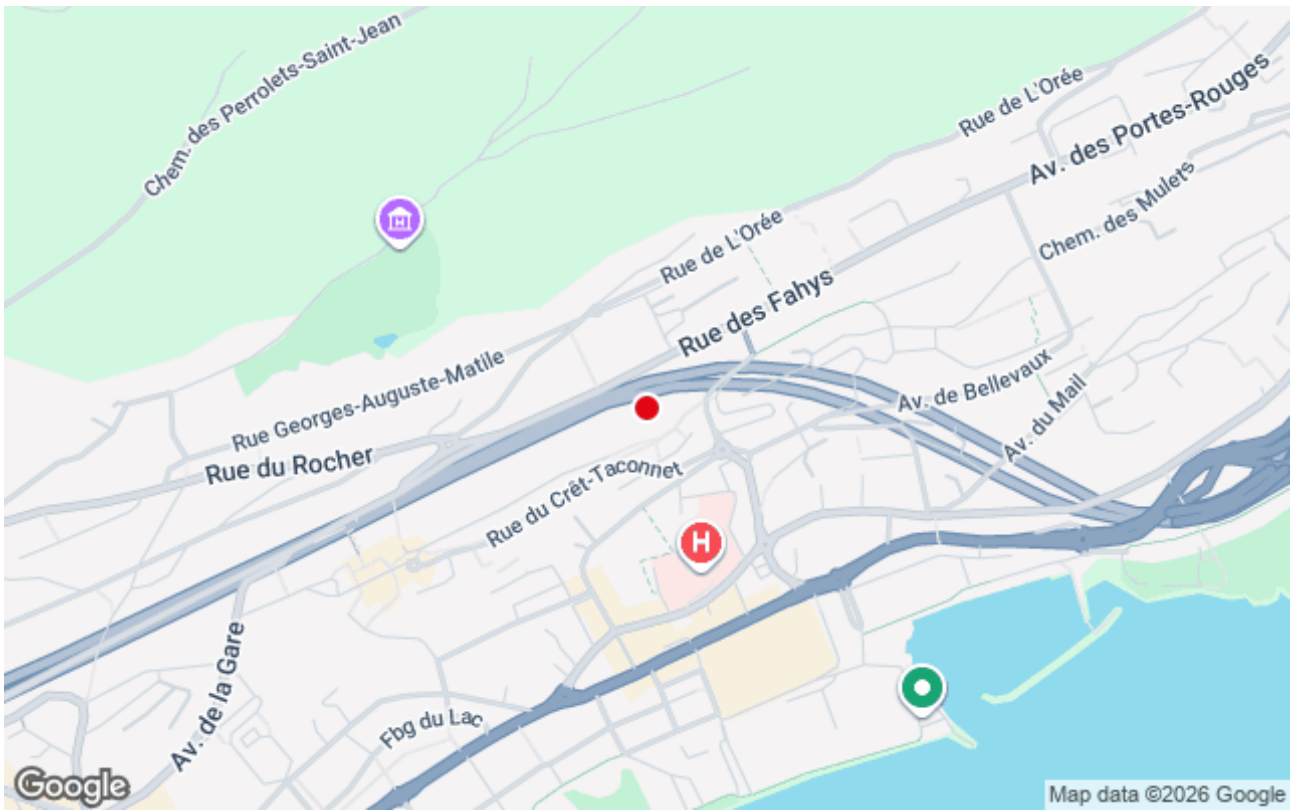 Chem. des Perrolets-Saint-Jean
Rue de L'Orée
Av. des Portes-Rouges
Chem. des Mulets
H
Rue de L'Orée
Rue des Fahys
Rue Georges-Auguste-Matile
Av. de Bellevaux
Av. du Mail
Rue du Rocher
Rue du Crêt-Taconnet
H
Av. de la Gare
Fbg du Lac
Google
Map data ©2026 Google